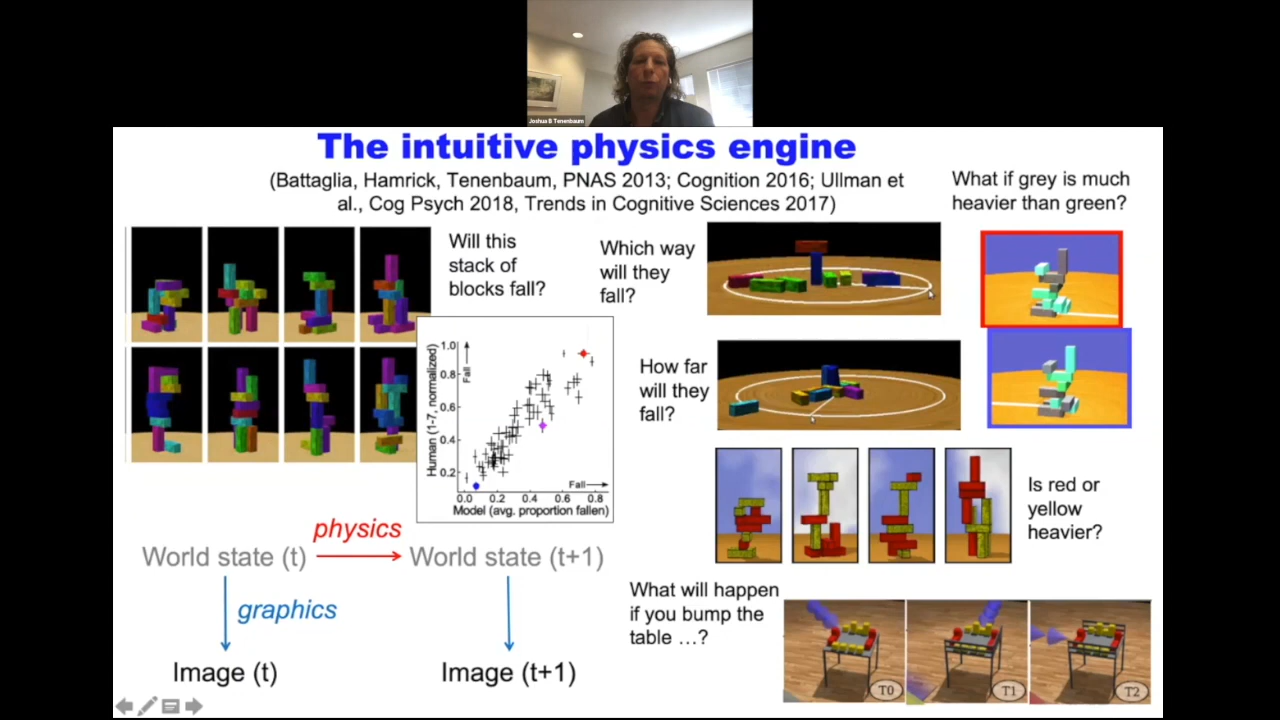 Joshua B Tenenbaum
The intuitive physics engine
(Battaglia, Hamrick, Tenenbaum, PNAS 2013; Cognition 2016; Ullman et
al., Cog Psych 2018, Trends in Cognitive Sciences 2017)
What if grey is much
heavier than green?
Will this
stack of
blocks fall?
Which way
will they
fall?
How far
will they
fall?
Human (1-7, normalized)
Fall
1.0
0.8
0.6
0.4
0.2
Fall
0.0 0.2 0.4 0.6 0.8
Model (avg. proportion fallen)
Is red or
yellow
heavier?
physics
World state (t)
World state (t+1)
graphics
Image (t)
Image (t+1)
What will happen
if you bump the
table ...?
T0
T1
T2